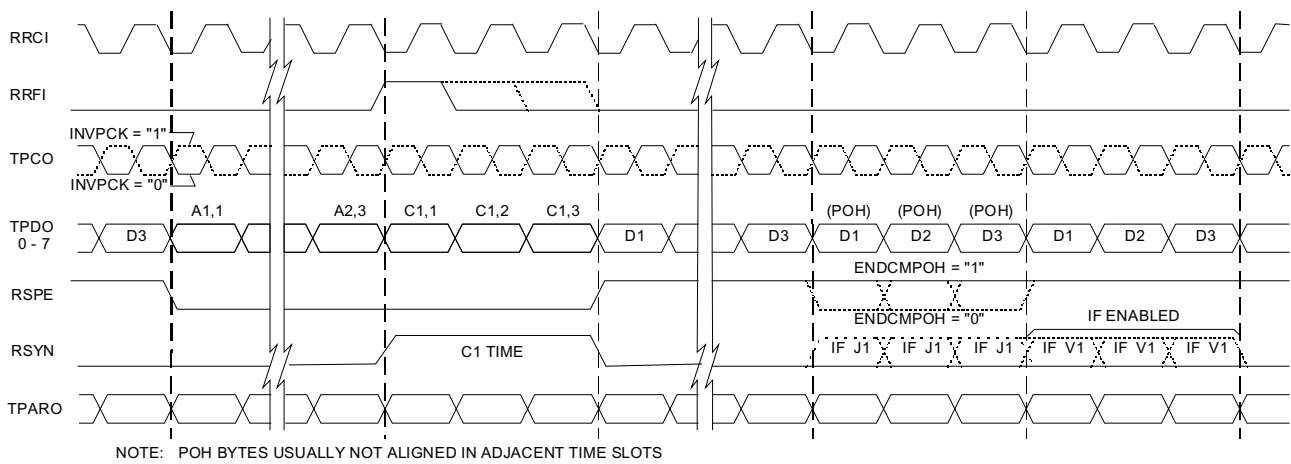 RRCI
RRFI
INVPCK = "1"
TPCO
INVPCK = "0"
A1,1 A2,3 C1,1 C1,2 C1,3 (POH) (POH) (POH)
TPDO
0 - 7
D3 D1 D3 D1 D2 D3 D1 D2 D3
ENDCMPOH = "1"
RSPE
ENDCMPOH = "0" IF ENABLED
RSYN C1 TIME IF J1 IF J1 IF J1 IF V1 IF V1 IF V1
TPARO
NOTE: POH BYTES USUALLY NOT ALIGNED IN ADJACENT TIME SLOTS